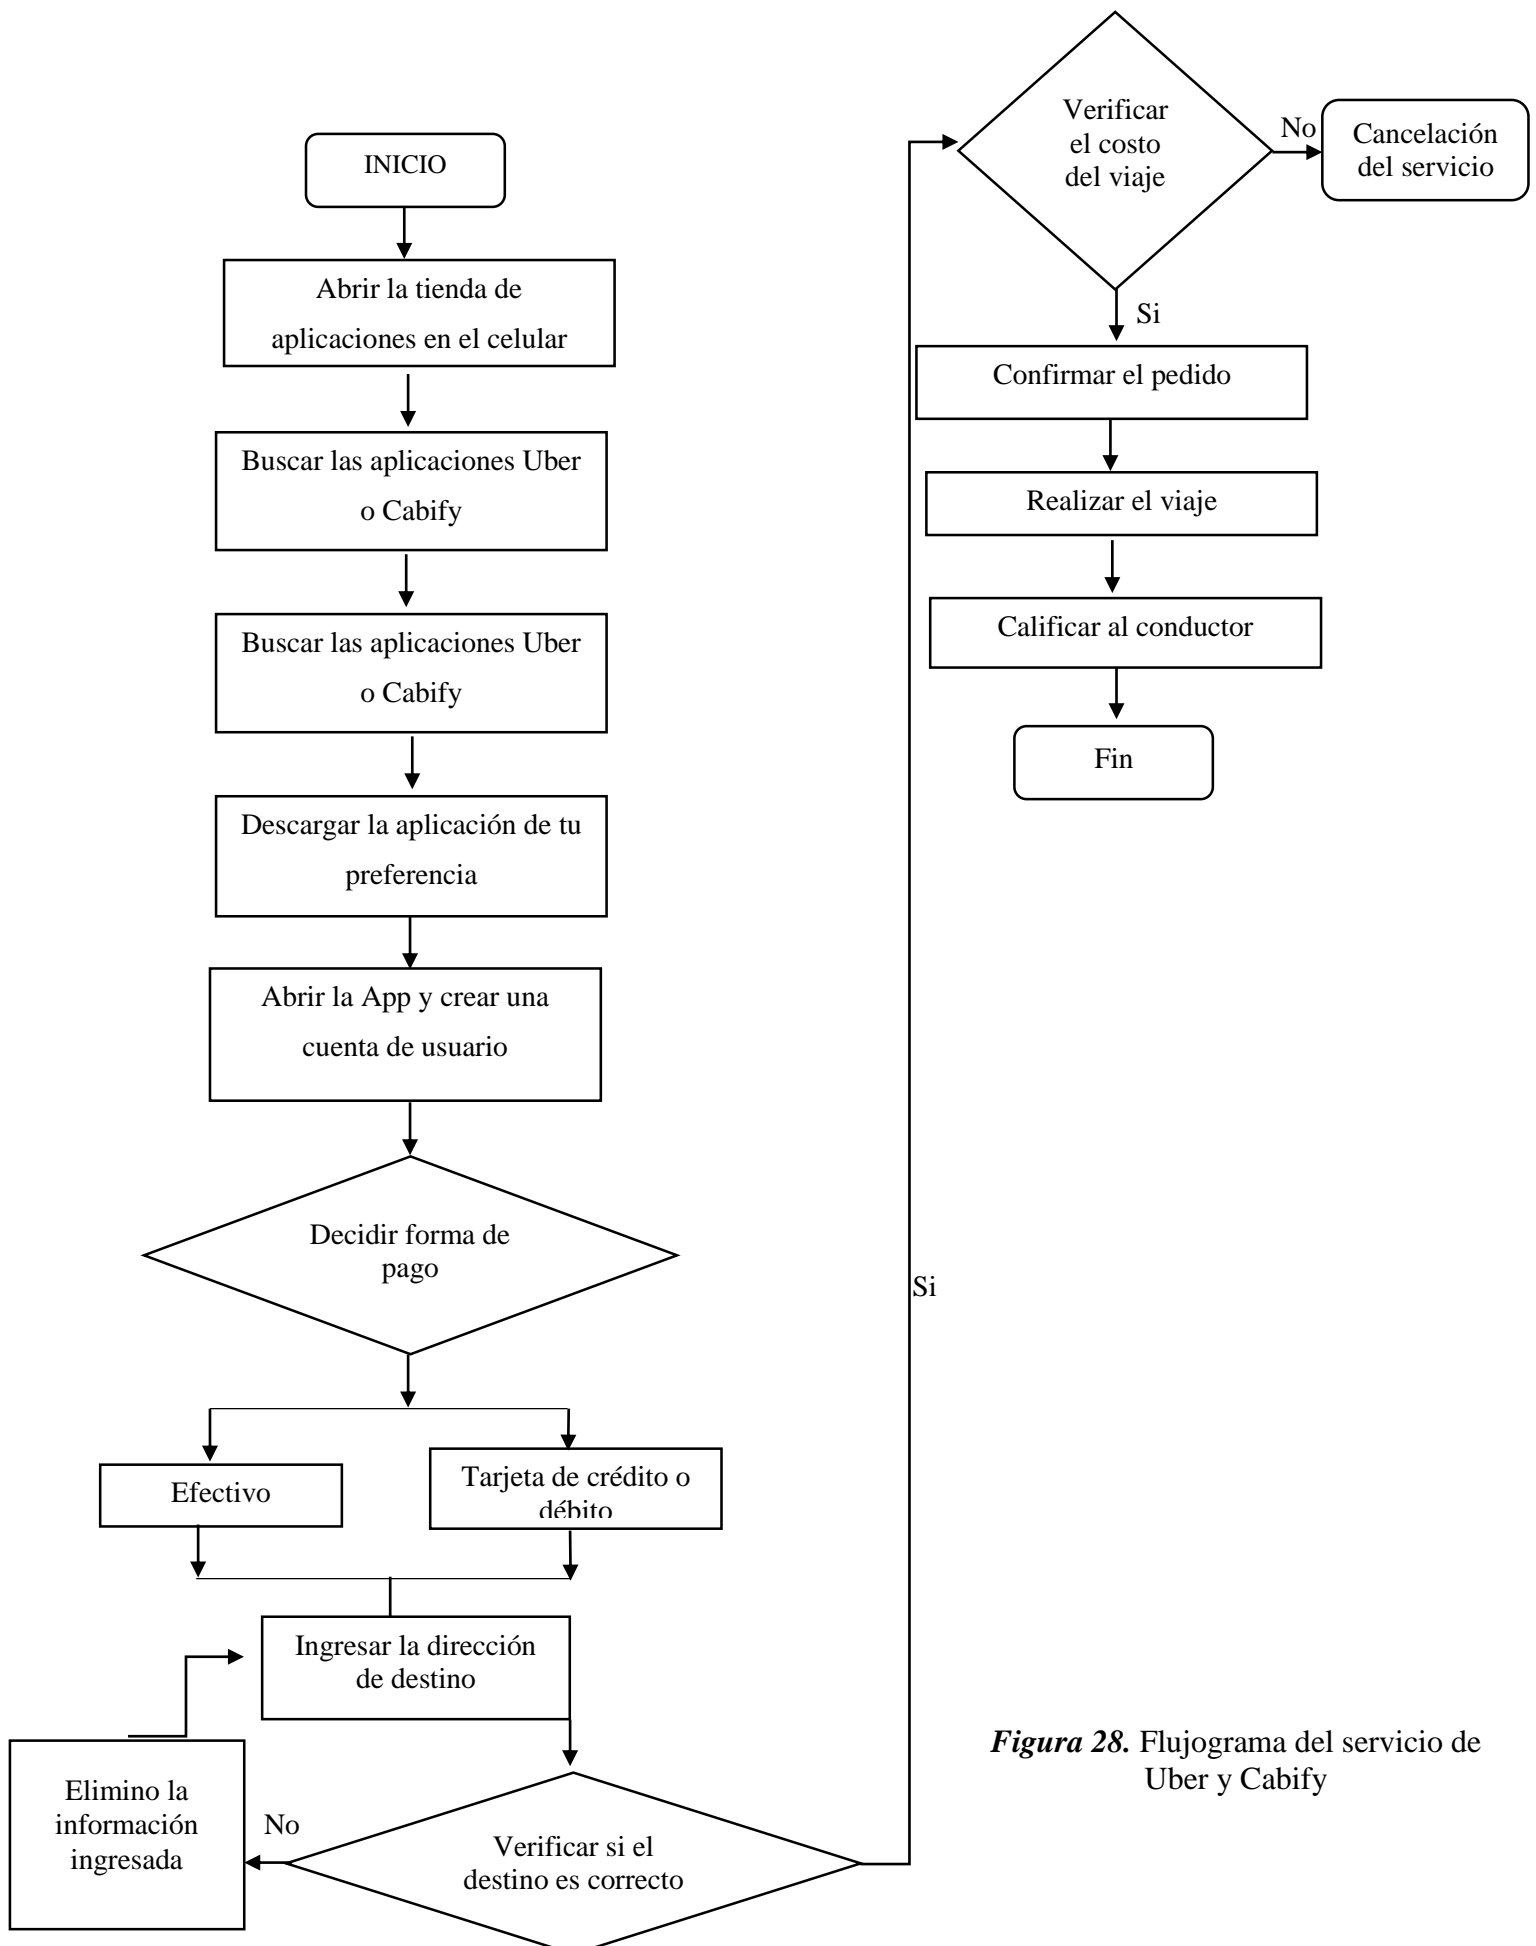 INICIO
Abrir la tienda de
aplicaciones en el celular
Buscar las aplicaciones Uber
o Cabify
Buscar las aplicaciones Uber
o Cabify
Descargar la aplicación de tu
preferencia
Abrir la App y crear una
cuenta de usuario
Decidir forma de
pago
Efectivo
Tarjeta de crédito o
débito
Ingresar la dirección
de destino
Verificar si el
destino es correcto
No
Elimino la
información
ingresada
Si
Verificar
el costo
del viaje
No
Cancelación
del servicio
Si
Confirmar el pedido
Realizar el viaje
Calificar al conductor
Fin
Figura 28. Flujograma del servicio de
Uber y Cabify